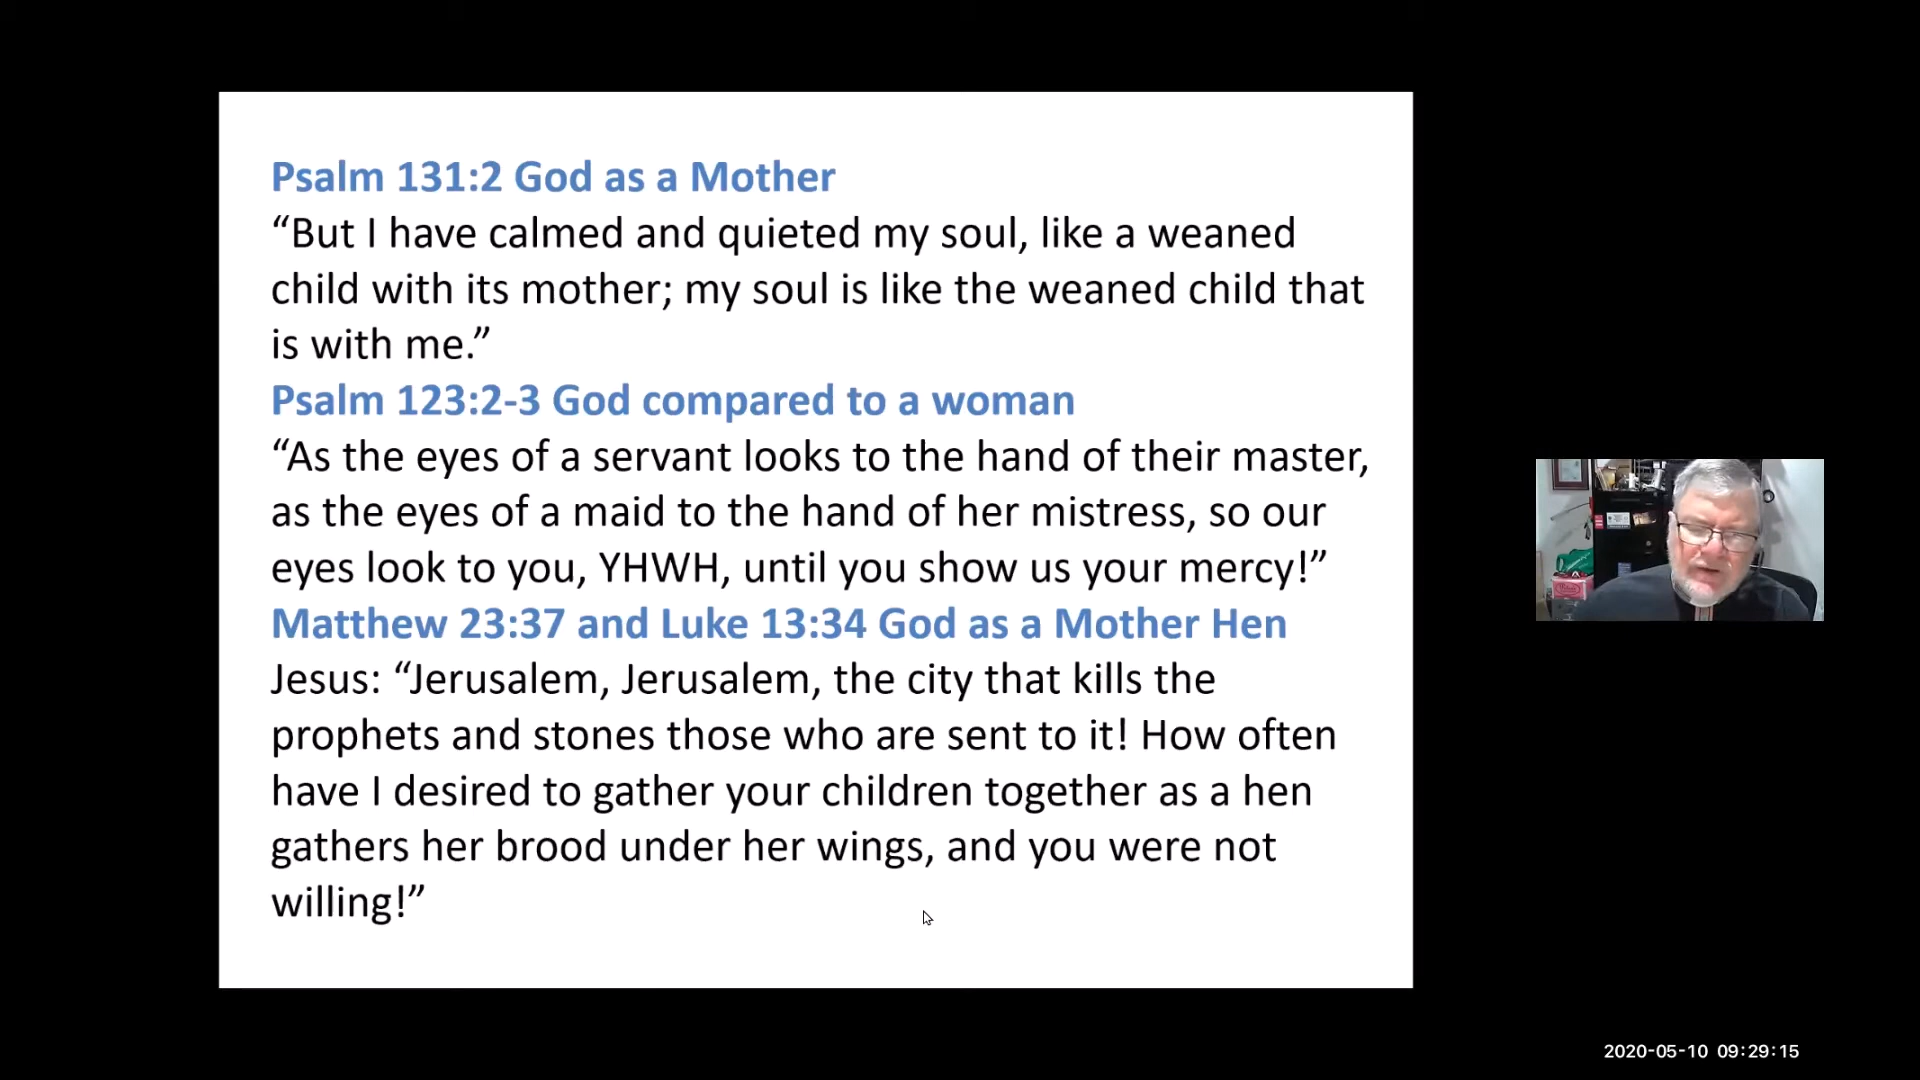 Psalm 131:2 God as a Mother
“But I have calmed and quieted my soul, like a weaned
child with its mother; my soul is like the weaned child that
is with me.”
Psalm 123:2-3 God compared to a woman
“As the eyes of a servant looks to the hand of their master,
as the eyes of a maid to the hand of her mistress, so our
eyes look to you, YHWH, until you show us your mercy!”
Matthew 23:37 and Luke 13:34 God as a Mother Hen
Jesus: “Jerusalem, Jerusalem, the city that kills the
prophets and stones those who are sent to it! How often
have I desired to gather your children together as a hen
gathers her brood under her wings, and you were not
willing!”
2020-05-10 09:29:15